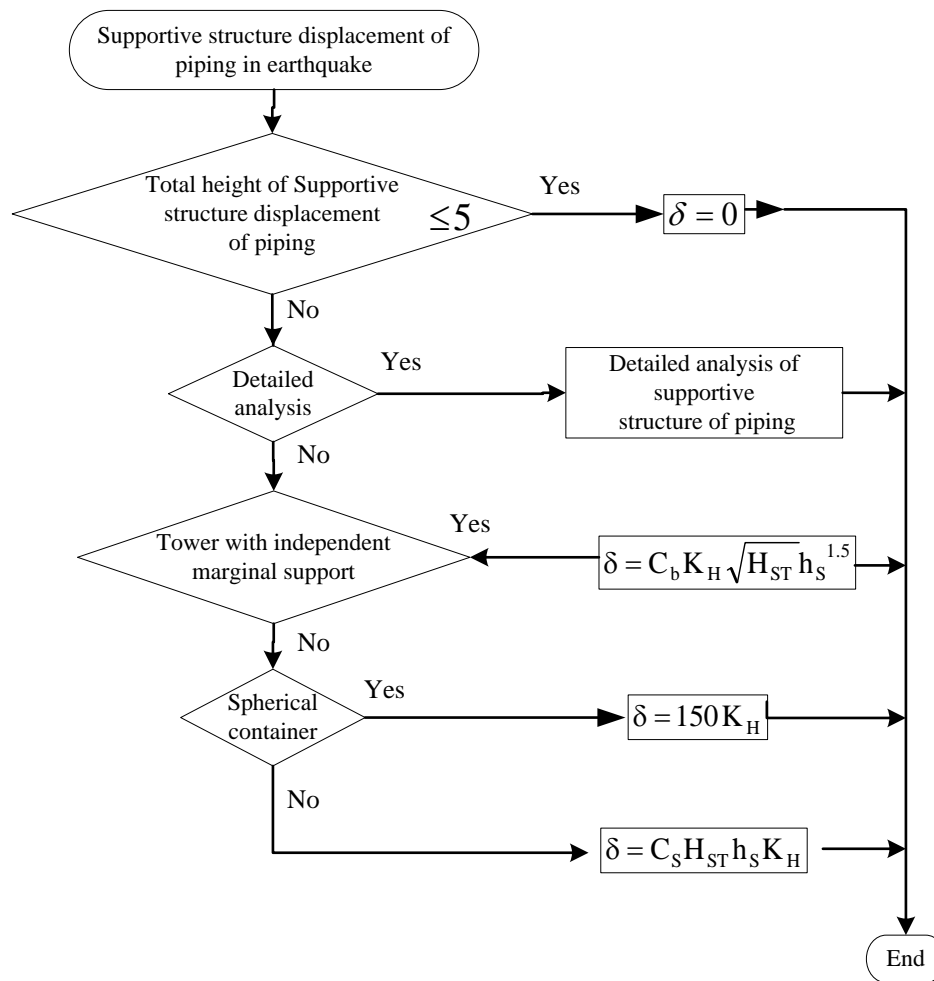 Supportive structure displacement of
piping in earthquake
Total height of Supportive
structure displacement
of piping
≤5
Yes
δ = 0
No
Detailed
analysis
Yes
Detailed analysis of
supportive
structure of piping
No
Tower with independent
marginal support
Yes
δ = C_b K_H √H_ST h_S^1.5
No
Spherical
container
Yes
δ = 150 K_H
No
δ = C_S H_ST h_S K_H
End